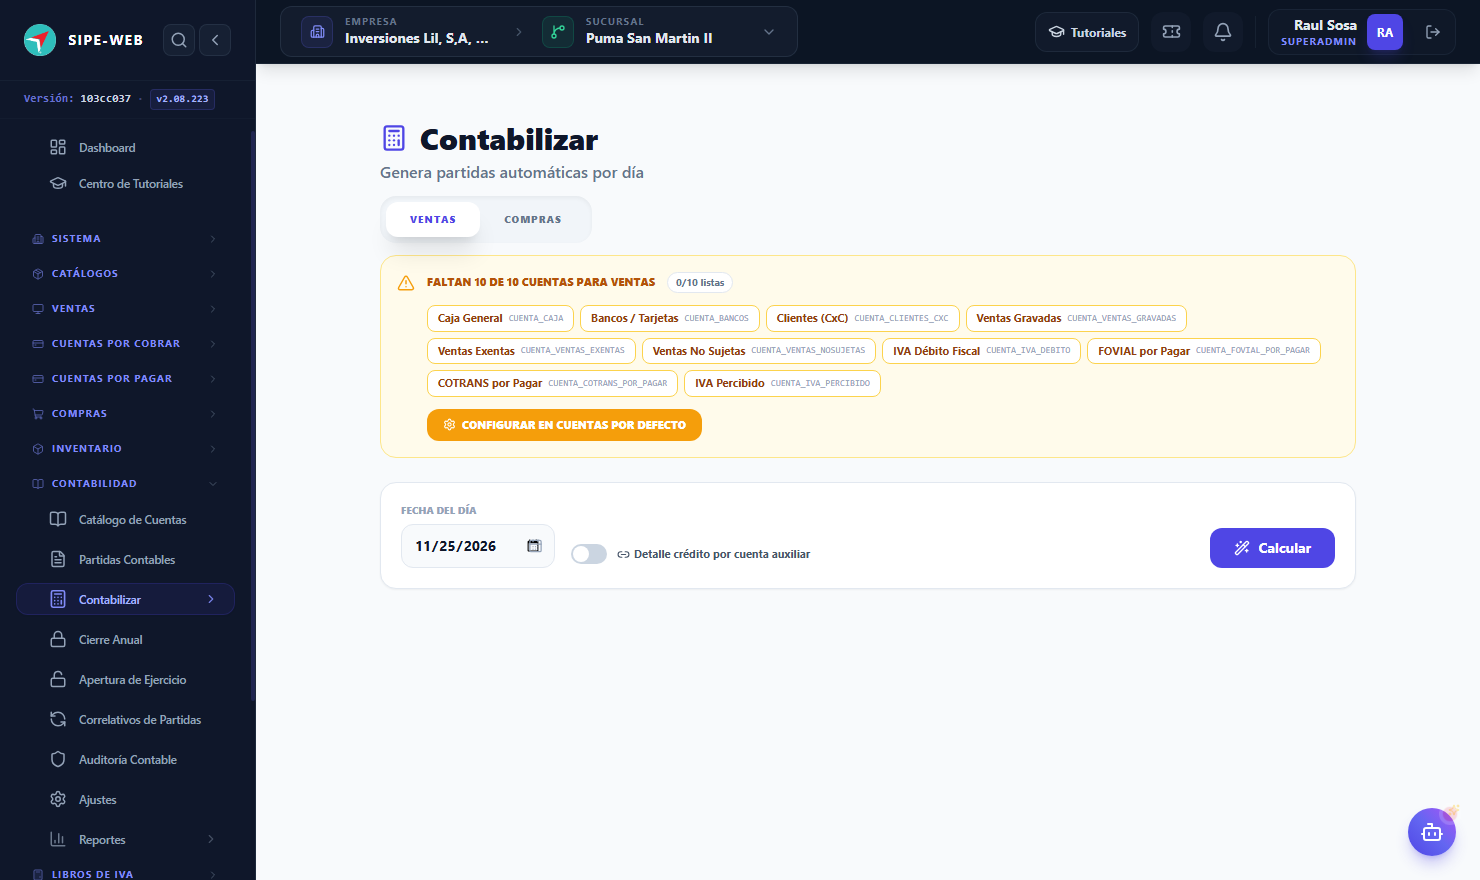 SIPE-WEB
EMPRESA
Inversiones Lil, S,A, ...
SUCURSAL
Puma San Martin II
Tutoriales
Raul Sosa
SUPERADMIN
RA
Versión: 103cc037 · v2.08.223
Dashboard
Centro de Tutoriales
SISTEMA
CATÁLOGOS
VENTAS
CUENTAS POR COBRAR
CUENTAS POR PAGAR
COMPRAS
INVENTARIO
CONTABILIDAD
Catálogo de Cuentas
Partidas Contables
Contabilizar
Cierre Anual
Apertura de Ejercicio
Correlativos de Partidas
Auditoría Contable
Ajustes
Reportes
LIBROS DE IVA
Contabilizar
Genera partidas automáticas por día
VENTAS COMPRAS
FALTAN 10 DE 10 CUENTAS PARA VENTAS 0/10 listas
Caja General CUENTA_CAJA Bancos / Tarjetas CUENTA_BANCOS Clientes (CxC) CUENTA_CLIENTES_CXC Ventas Gravadas CUENTA_VENTAS_GRAVADAS
Ventas Exentas CUENTA_VENTAS_EXENTAS Ventas No Sujetas CUENTA_VENTAS_NOSUJETAS IVA Débito Fiscal CUENTA_IVA_DEBITO FOVIAL por Pagar CUENTA_FOVIAL_POR_PAGAR
COTRANS por Pagar CUENTA_COTRANS_POR_PAGAR IVA Percibido CUENTA_IVA_PERCIBIDO
CONFIGURAR EN CUENTAS POR DEFECTO
FECHA DEL DÍA
11/25/2026
Detalle crédito por cuenta auxiliar
Calcular